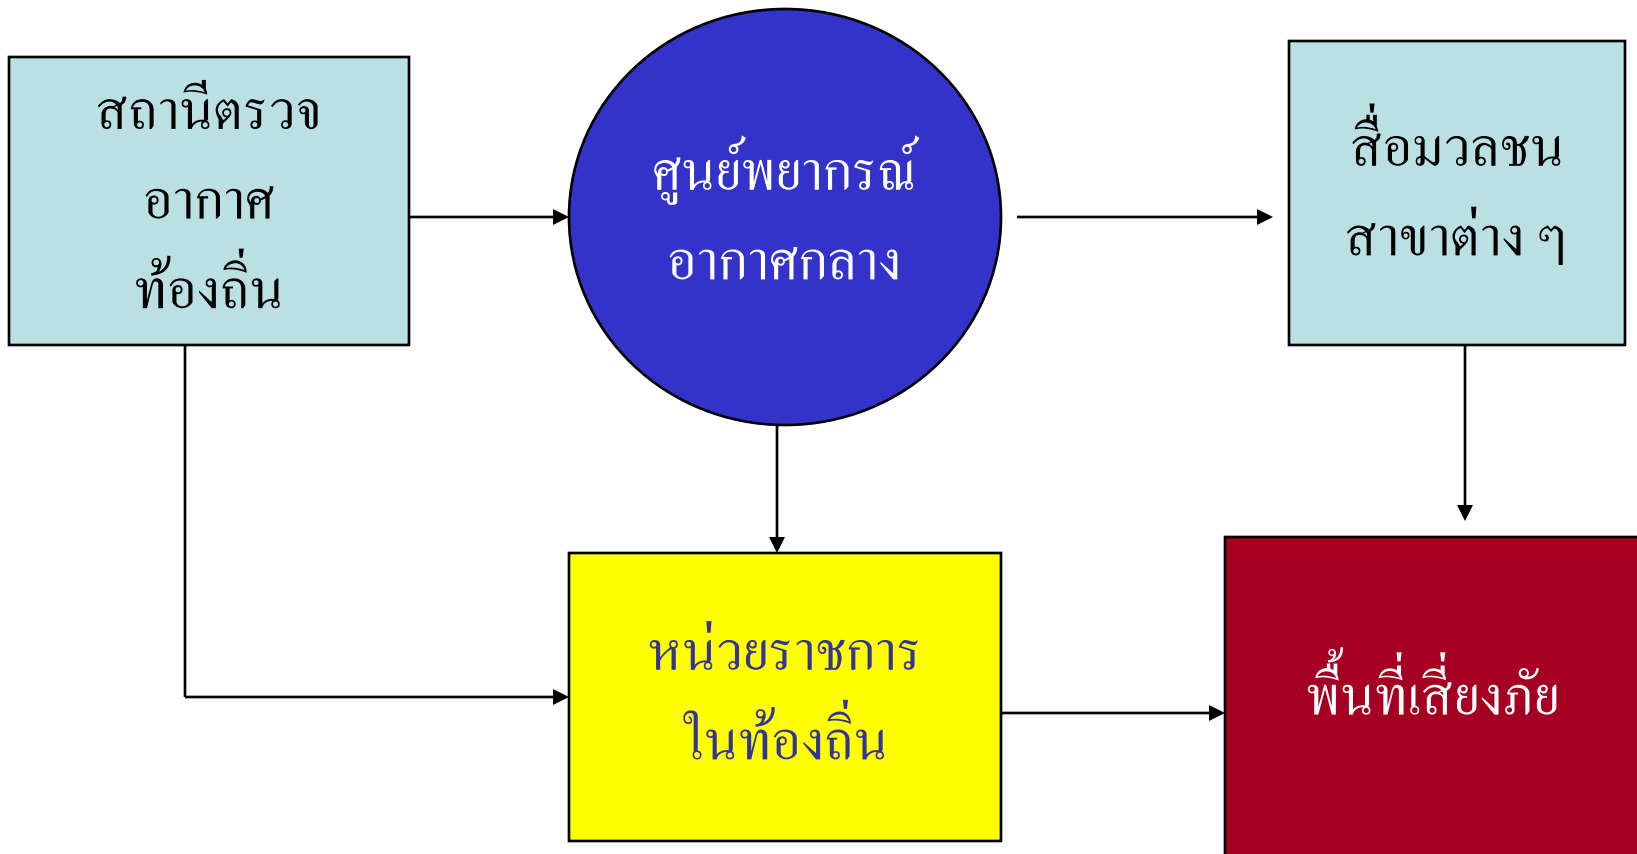 สถานีตรวจ
อากาศ
ท้องถิ่น
ศูนย์พยากรณ์
อากาศกลาง
สื่อมวลชน
สาขาต่าง ๆ
หน่วยราชการ
ในท้องถิ่น
พื้นที่เสี่ยงภัย